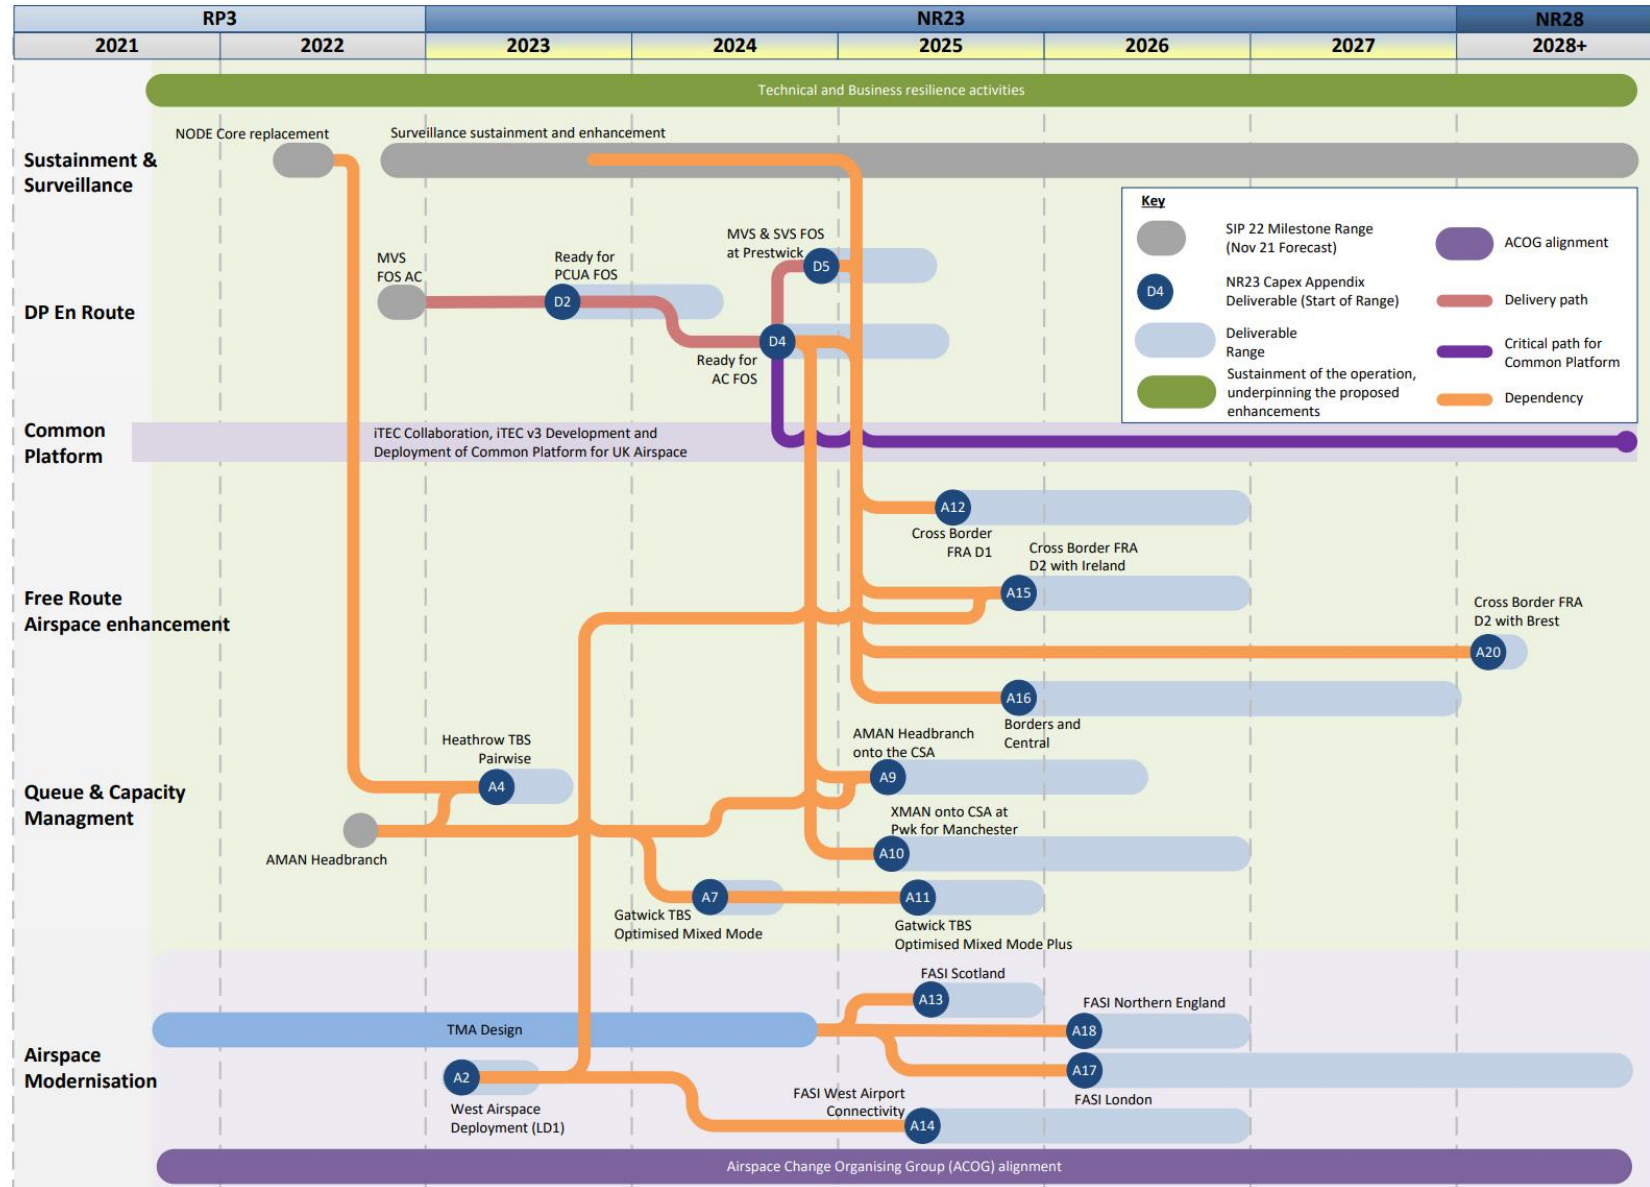 RP3
NR23
NR28
2021
2022
2023
2024
2025
2026
2027
2028+
Technical and Business resilience activities
NODE Core replacement
Surveillance sustainment and enhancement
Sustainment &
Surveillance
Key
SIP 22 Milestone Range
(Nov 21 Forecast)
ACOG alignment
D4
NR23 Capex Appendix
Deliverable (Start of Range)
Delivery path
Deliverable
Range
Critical path for
Common Platform
Sustainment of the operation,
underpinning the proposed
enhancements
Dependency
MVS & SVS FOS
at Prestwick
D5
MVS
FOS AC
Ready for
PCUA FOS
D2
DP En Route
D4
Ready for
AC FOS
Common
Platform
iTEC Collaboration, iTEC v3 Development and
Deployment of Common Platform for UK Airspace
A12
Cross Border
FRA D1
Cross Border FRA
D2 with Ireland
A15
Free Route
Airspace enhancement
Cross Border FRA
D2 with Brest
A20
A16
Borders and
Central
Heathrow TBS
Pairwise
A4
AMAN Headbranch
onto the CSA
A9
Queue & Capacity
Managment
XMAN onto CSA at
Pwk for Manchester
A10
AMAN Headbranch
A7
Gatwick TBS
Optimised Mixed Mode
A11
Gatwick TBS
Optimised Mixed Mode Plus
FASI Scotland
A13
FASI Northern England
TMA Design
A18
Airspace
Modernisation
A2
West Airspace
Deployment (LD1)
A17
FASI London
FASI West Airport
Connectivity
A14
Airspace Change Organising Group (ACOG) alignment